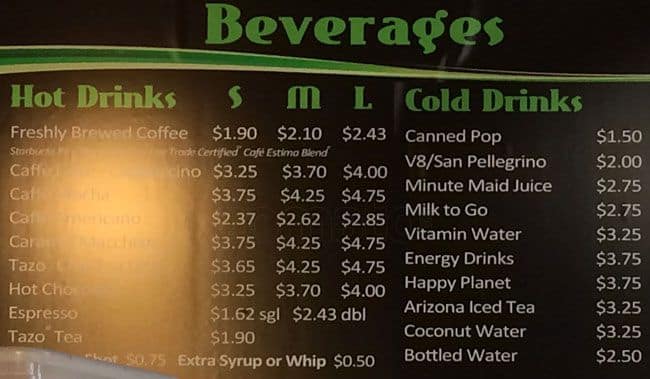 Beverages
Hot Drinks S M L
Freshly Brewed Coffee $1.90 $2.10 $2.43
Trade Certified Café Estima Blend
$3.25 $3.70 $4.00
$3.75 $4.25 $4.75
Americano $2.37 $2.62 $2.85
$3.75 $4.25 $4.75
Tazo $3.65 $4.25 $4.75
Hot $3.25 $3.70 $4.00
Espresso $1.62 sgl $2.43 dbl
Tazo Tea $1.90
Shot $0.75 Extra Syrup or Whip $0.50
Cold Drinks
Canned Pop $1.50
V8/San Pellegrino $2.00
Minute Maid Juice $2.75
Milk to Go $2.75
Vitamin Water $3.25
Energy Drinks $3.75
Happy Planet $3.75
Arizona Iced Tea $3.25
Coconut Water $3.25
Bottled Water $2.50